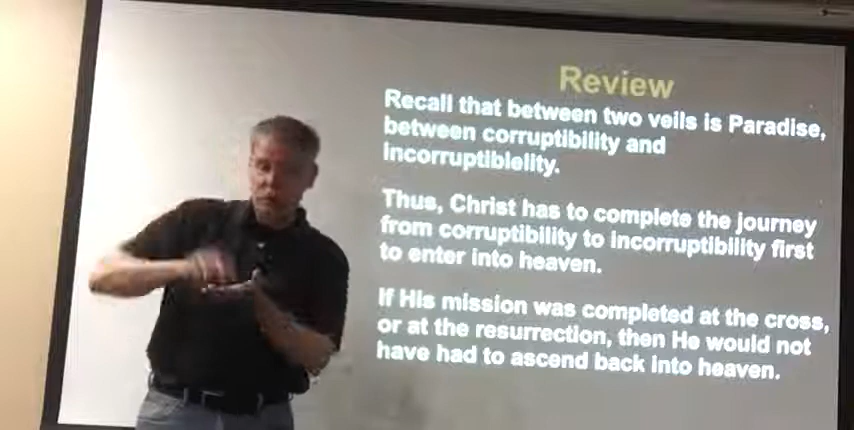 Review
Recall that between two veils is Paradise,
between corruptibility and
Incorruptiblelity.
Thus, Christ has to complete the journey
from corruptibility to incorruptibility first
to enter into heaven.
If His mission was completed at the cross,
or at the resurrection, then He would not
have had to ascend back into heaven.